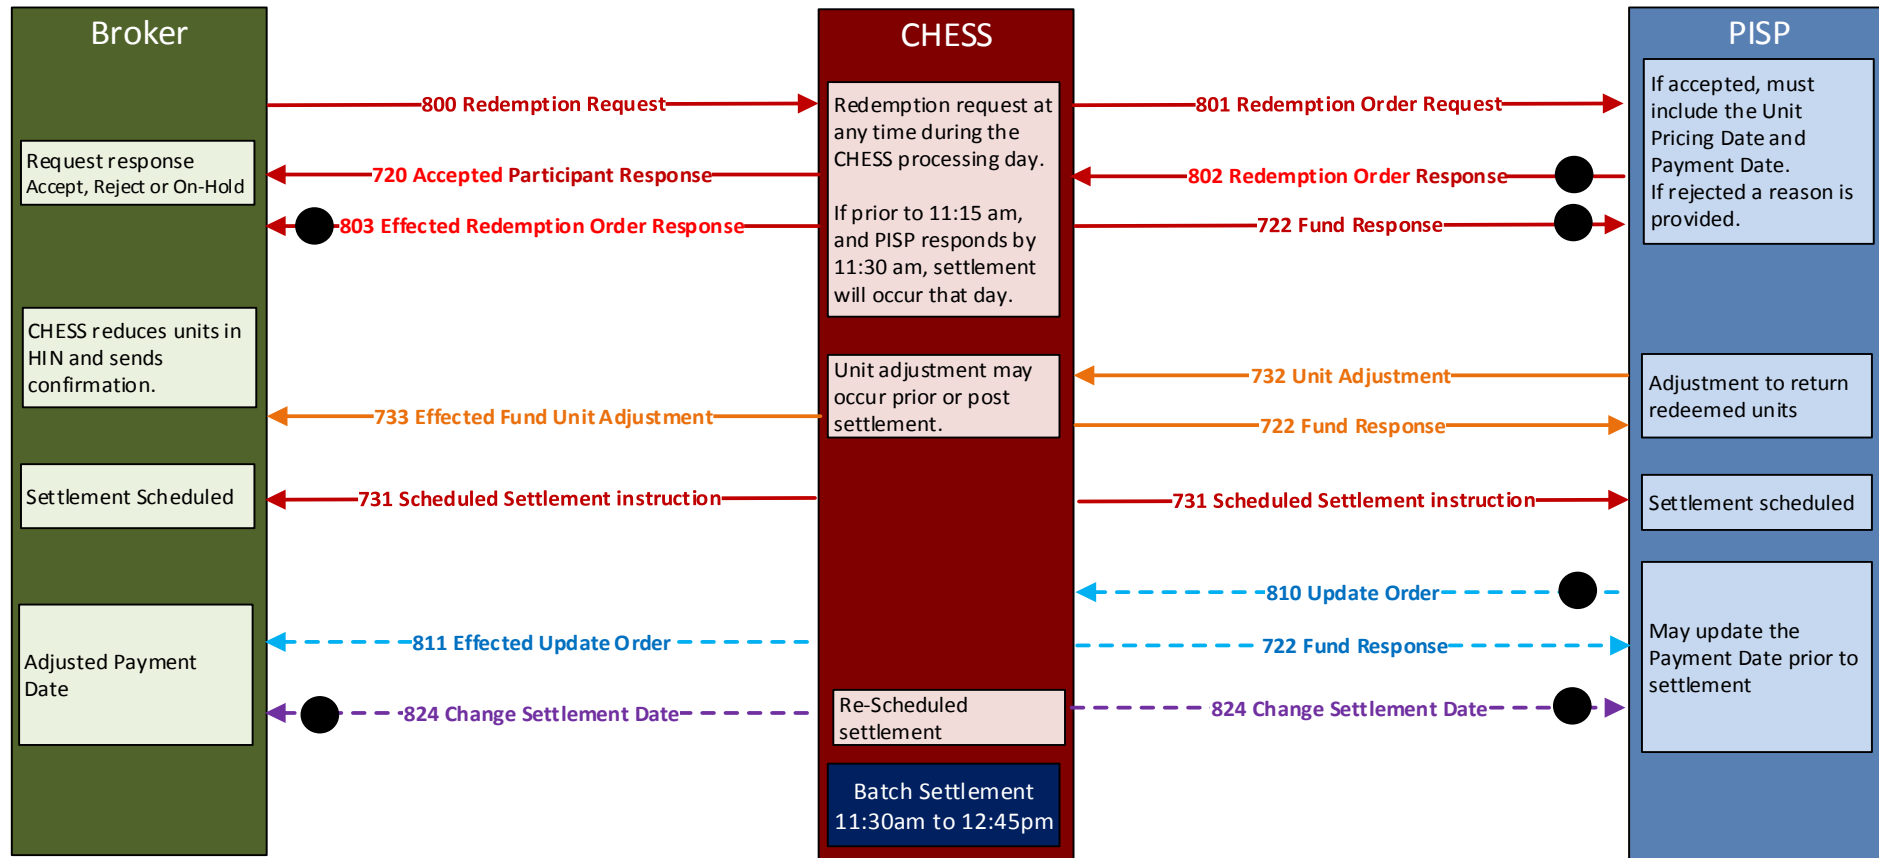 Broker
CHESS
PISP
800 Redemption Request
801 Redemption Order Request
Redemption request at
any time during the
CHESS processing day.
If prior to 11:15 am,
and PISP responds by
11:30 am, settlement
will occur that day.
If accepted, must
include the Unit
Pricing Date and
Payment Date.
If rejected a reason is
provided.
Request response
Accept, Reject or On-Hold
720 Accepted Participant Response
802 Redemption Order Response
803 Effected Redemption Order Response
722 Fund Response
CHESS reduces units in
HIN and sends
confirmation.
Unit adjustment may
occur prior or post
settlement.
732 Unit Adjustment
Adjustment to return
redeemed units
733 Effected Fund Unit Adjustment
722 Fund Response
Settlement Scheduled
731 Scheduled Settlement instruction
731 Scheduled Settlement instruction
Settlement scheduled
810 Update Order
811 Effected Update Order
722 Fund Response
Adjusted Payment
Date
May update the
Payment Date prior to
settlement
824 Change Settlement Date
Re-Scheduled
settlement
824 Change Settlement Date
Batch Settlement
11:30am to 12:45pm